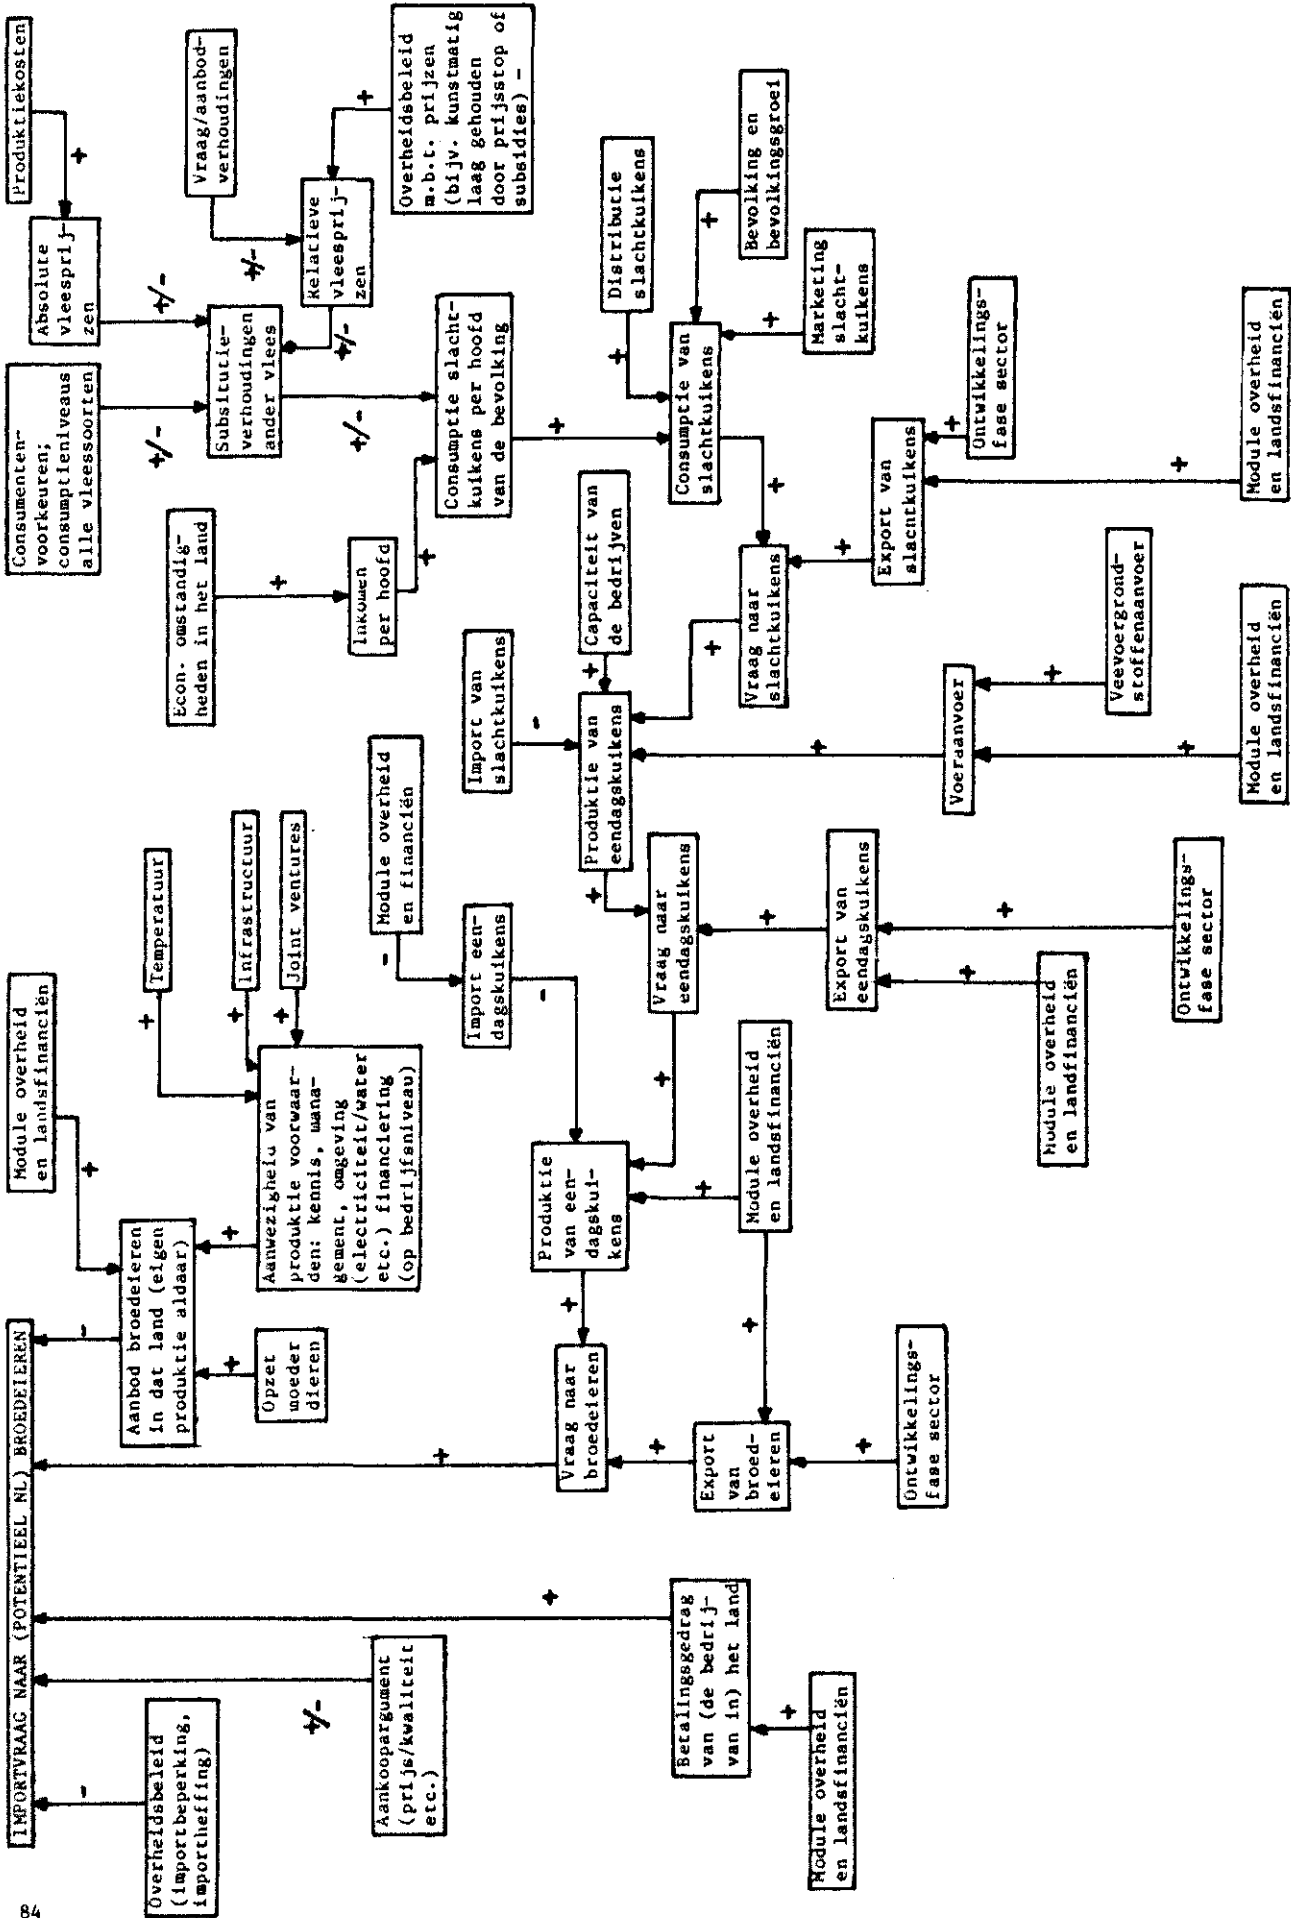 IMPORTVRAAG NAAR (POTENTIEEL NL) BROEDEIEREN
Overheidsbeleid
(importbeperking,
importheffing)
-
Aankoopargument
(prijs/kwaliteit
etc.)
+/-
Betalingsgedrag
van (de bedrij-
van in) het land
+
Module overheid
en landsfinanciën
+
Aanbod broedeieren
in dat land (eigen
produktie aldaar)
-
Opzet
moeder
dieren
+
Module overheid
en landsfinanciën
+
Aanwezigheid van
produktie voorwaar-
den: kennis, mana-
gement, omgeving
(electriciteit/water
etc.) financiering
(op bedrijfsniveau)
+
Temperatuur
+
Infrastructuur
+
Joint ventures
+
Vraag naar
broedeieren
+
Export
van
broed-
eieren
+
Ontwikkelings-
fase sector
+
Produktie
van een-
dagskui-
kens
+
Module overheid
en landsfinanciën
+
+
Import een-
dagskuikens
-
Module overheid
en financiën
-
Vraag naar
eendagskuikens
+
Export van
eendagskuikens
+
Module overheid
en landfinanciën
+
Ontwikkelings-
fase sector
+
Produktie van
eendagskuikens
+
Import van
slachtkuikens
-
Capaciteit van
de bedrijven
+
Voeraanvoer
+
Module overheid
en landsfinanciën
+
Veevoergrond-
stoffenaanvoer
+
Vraag naar
slachtkuikens
+
Export van
slachtkuikens
+
Module overheid
en landsfinanciën
+
Ontwikkelings-
fase sector
+
Consumptie van
slachtkuikens
+
Distributie
slachtkuikens
+
Marketing
slacht-
kuikens
+
Bevolking en
bevolkingsgroei
+
Consumptie slacht-
kuikens per hoofd
van de bevolking
+
Inkomen
per hoofd
+
Econ. omstandig-
heden in het land
+
Subsitutie-
verhoudingen
ander vlees
+/-
Consumenten-
voorkeuren;
consumptieniveaus
alle vleessoorten
+/-
Absolute
vleesprij-
zen
+/-
Produktiekosten
+
Relatieve
vleesprij-
zen
+/-
Vraag/aanbod-
verhoudingen
+/-
Overheidsbeleid
m.b.t. prijzen
(bijv. kunstmatig
laag gehouden
door prijsstop of
subsidies) -
+
84